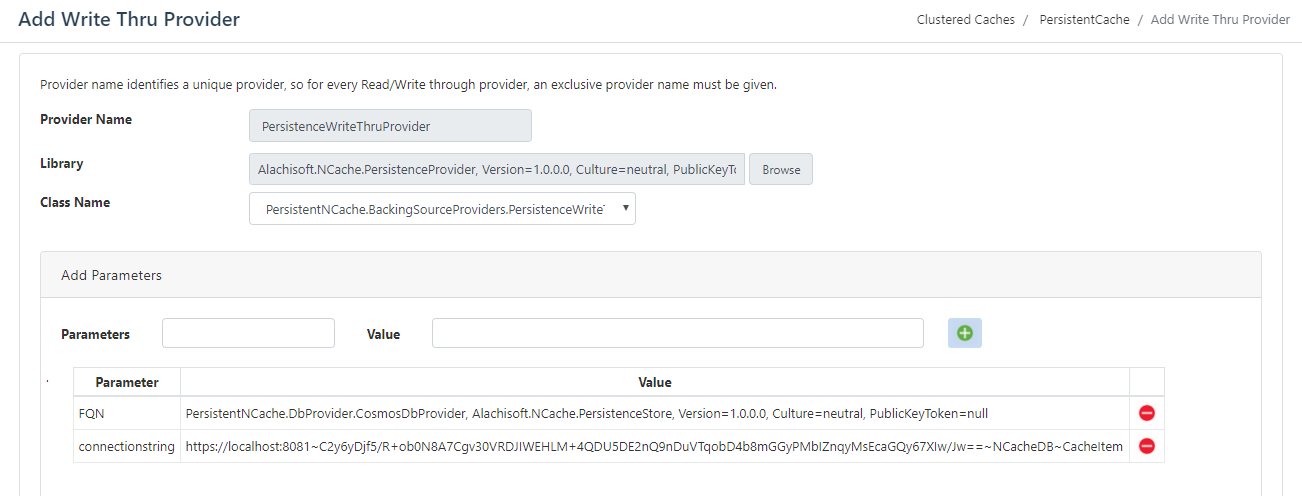 Add Write Thru Provider
Clustered Caches / PersistentCache / Add Write Thru Provider
Provider name identifies a unique provider, so for every Read/Write through provider, an exclusive provider name must be given.
Provider Name
PersistenceWriteThruProvider
Library
Alachisoft.NCache.PersistenceProvider, Version=1.0.0.0, Culture=neutral, PublicKeyTo
Browse
Class Name
PersistentNCache.BackingSourceProviders.PersistenceWriteT
Add Parameters
Parameters
Value
Parameter Value
FQN PersistentNCache.DbProvider.CosmosDbProvider, Alachisoft.NCache.PersistenceStore, Version=1.0.0.0, Culture=neutral, PublicKeyToken=null
connectionstring https://localhost:8081~C2y6yDjf5/R+ob0N8A7Cgv30VRDJIWEHLM+4QDU5DE2nQ9nDuVTqobD4b8mGGyPMbIZnqyMsEcaGQy67XIw/Jw==~NCacheDB~CacheItem